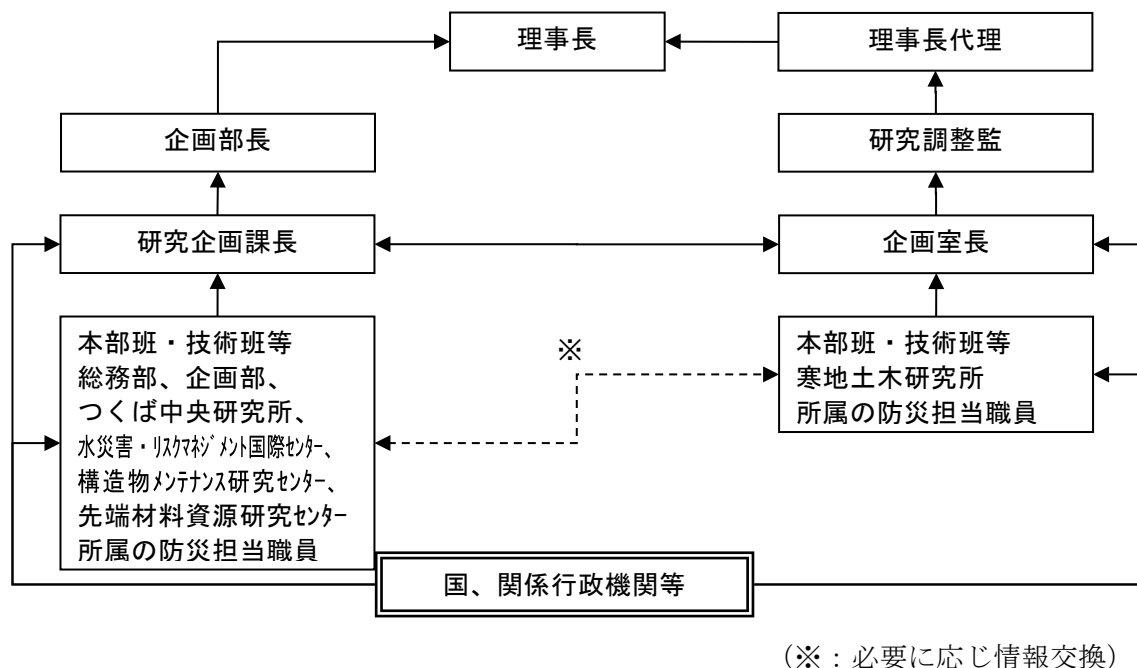 理事長
理事長代理
企画部長
研究調整監
研究企画課長
企画室長
本部班・技術班等
総務部、企画部、
つくば中央研究所、
水災害・ﾘｽｸﾏﾈｼﾞﾒﾝﾄ国際ｾﾝﾀｰ、
構造物ﾒﾝﾃﾅﾝｽ研究ｾﾝﾀｰ、
先端材料資源研究ｾﾝﾀｰ
所属の防災担当職員
※
本部班・技術班等
寒地土木研究所
所属の防災担当職員
国、関係行政機関等
（※：必要に応じ情報交換）